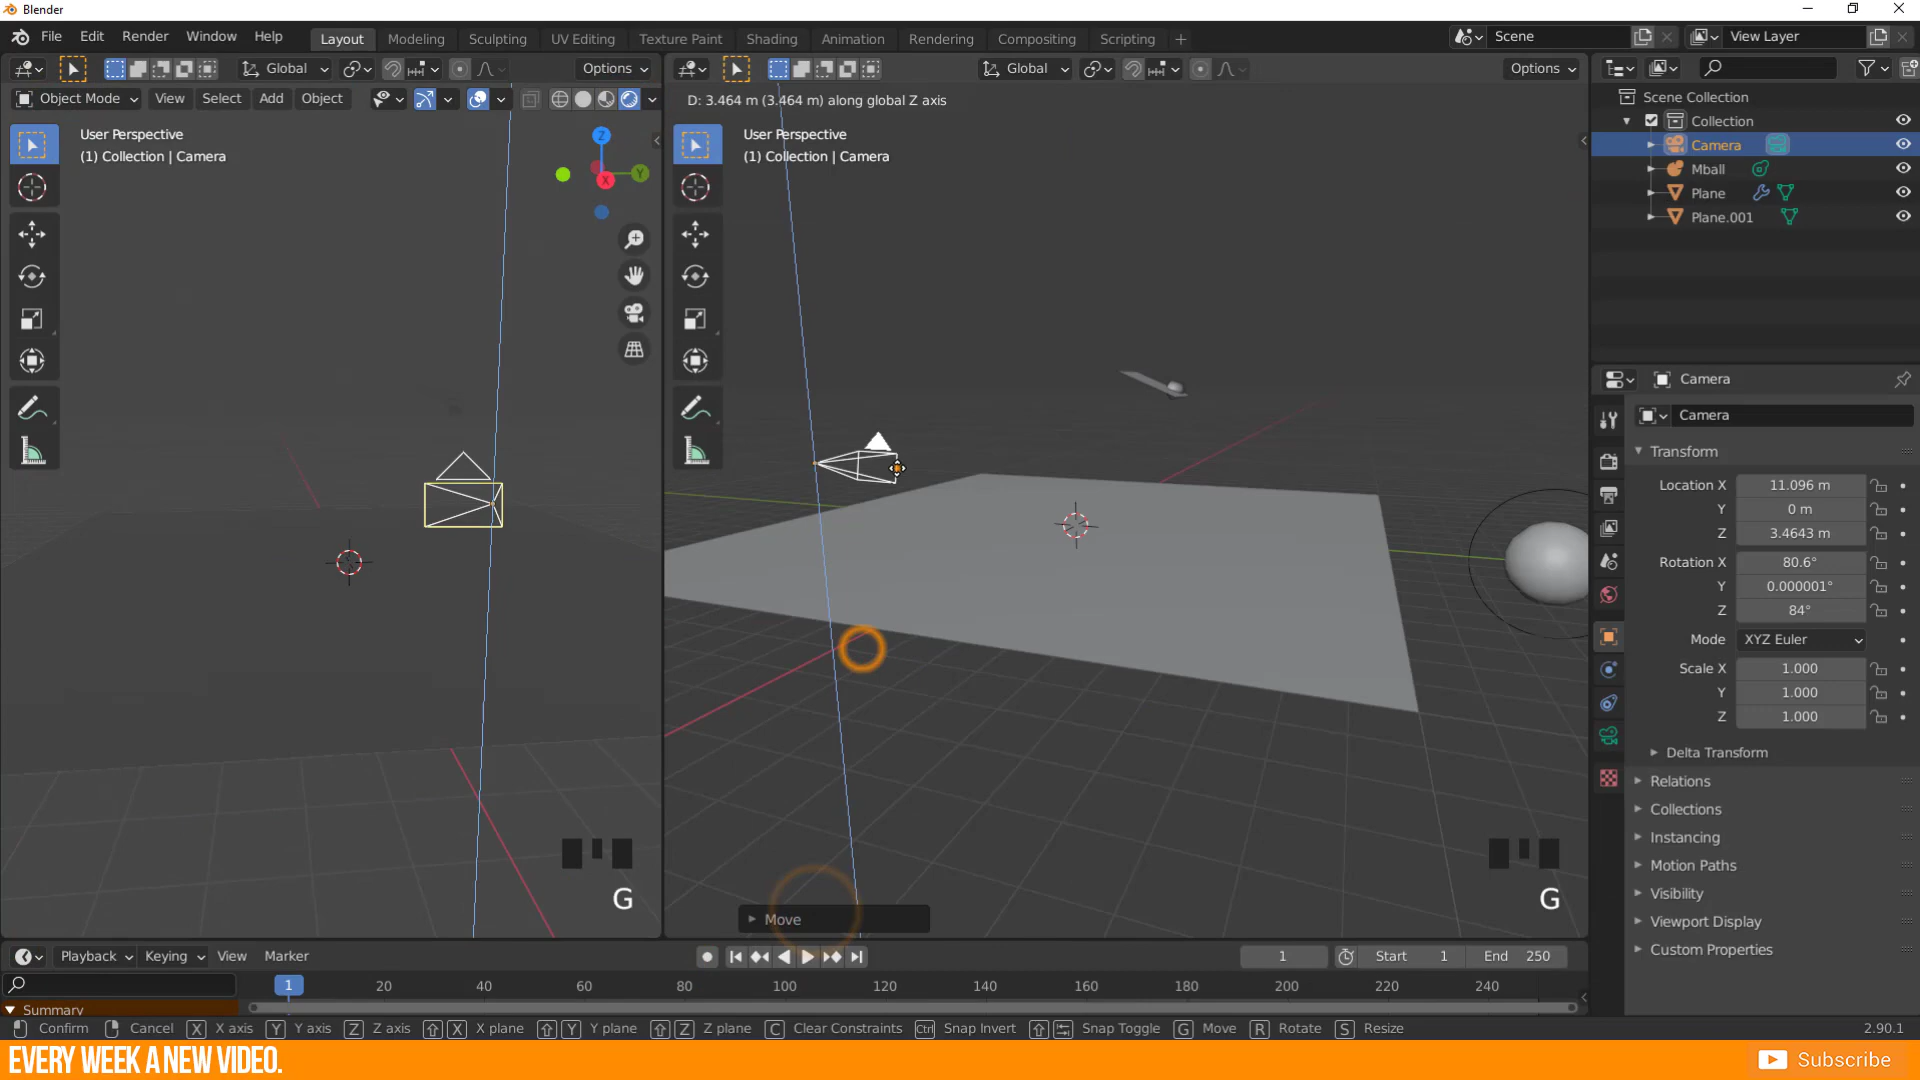 Blender
File Edit Render Window Help
Layout Modeling Sculpting UV Editing Texture Paint Shading Animation Rendering Compositing Scripting +
Scene
View Layer
Global
Options
Global
Options
Object Mode View Select Add Object
D: 3.464 m (3.464 m) along global Z axis
User Perspective
(1) Collection | Camera
User Perspective
(1) Collection | Camera
Z
Y
X
Scene Collection
Collection
Camera
Mball
Plane
Plane.001
Camera
Camera
Transform
Location X 11.096 m
Y 0 m
Z 3.4643 m
Rotation X 80.6°
Y 0.000001°
Z 84°
Mode XYZ Euler
Scale X 1.000
Y 1.000
Z 1.000
Delta Transform
Relations
Collections
Instancing
Motion Paths
Visibility
Viewport Display
Custom Properties
G
G
Move
Playback Keying View Marker
1
Start 1
End 250
1 20 40 60 80 100 120 140 160 180 200 220 240
Summary
Confirm Cancel X X axis Y Y axis Z Z axis X X plane Y Y plane Z Z plane C Clear Constraints Ctrl Snap Invert Snap Toggle G Move R Rotate S Resize
2.90.1
EVERY WEEK A NEW VIDEO.
Subscribe